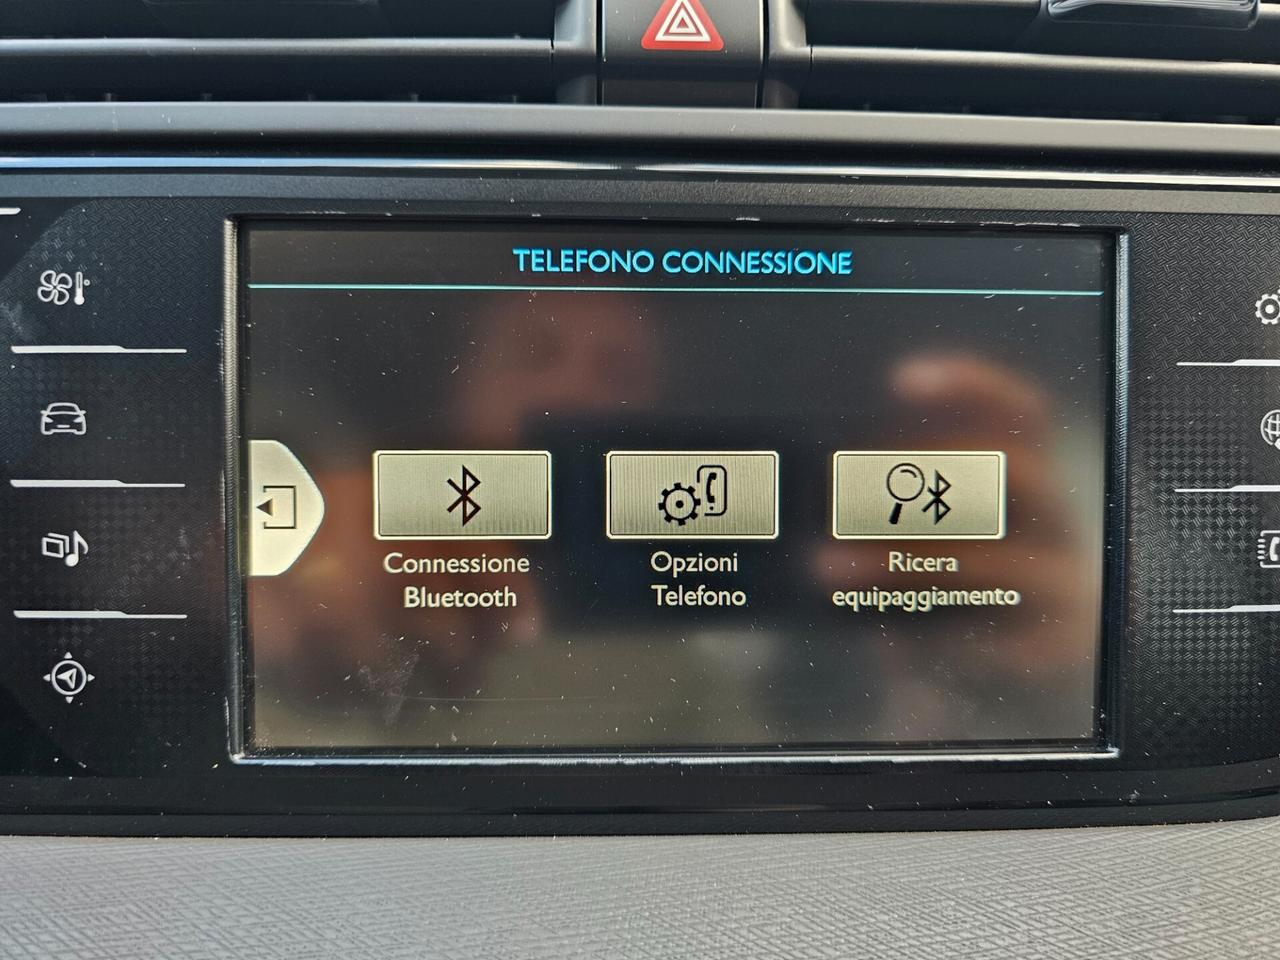 TELEFONO CONNESSIONE
Connessione
Bluetooth
Opzioni
Telefono
Ricera
equipaggiamento